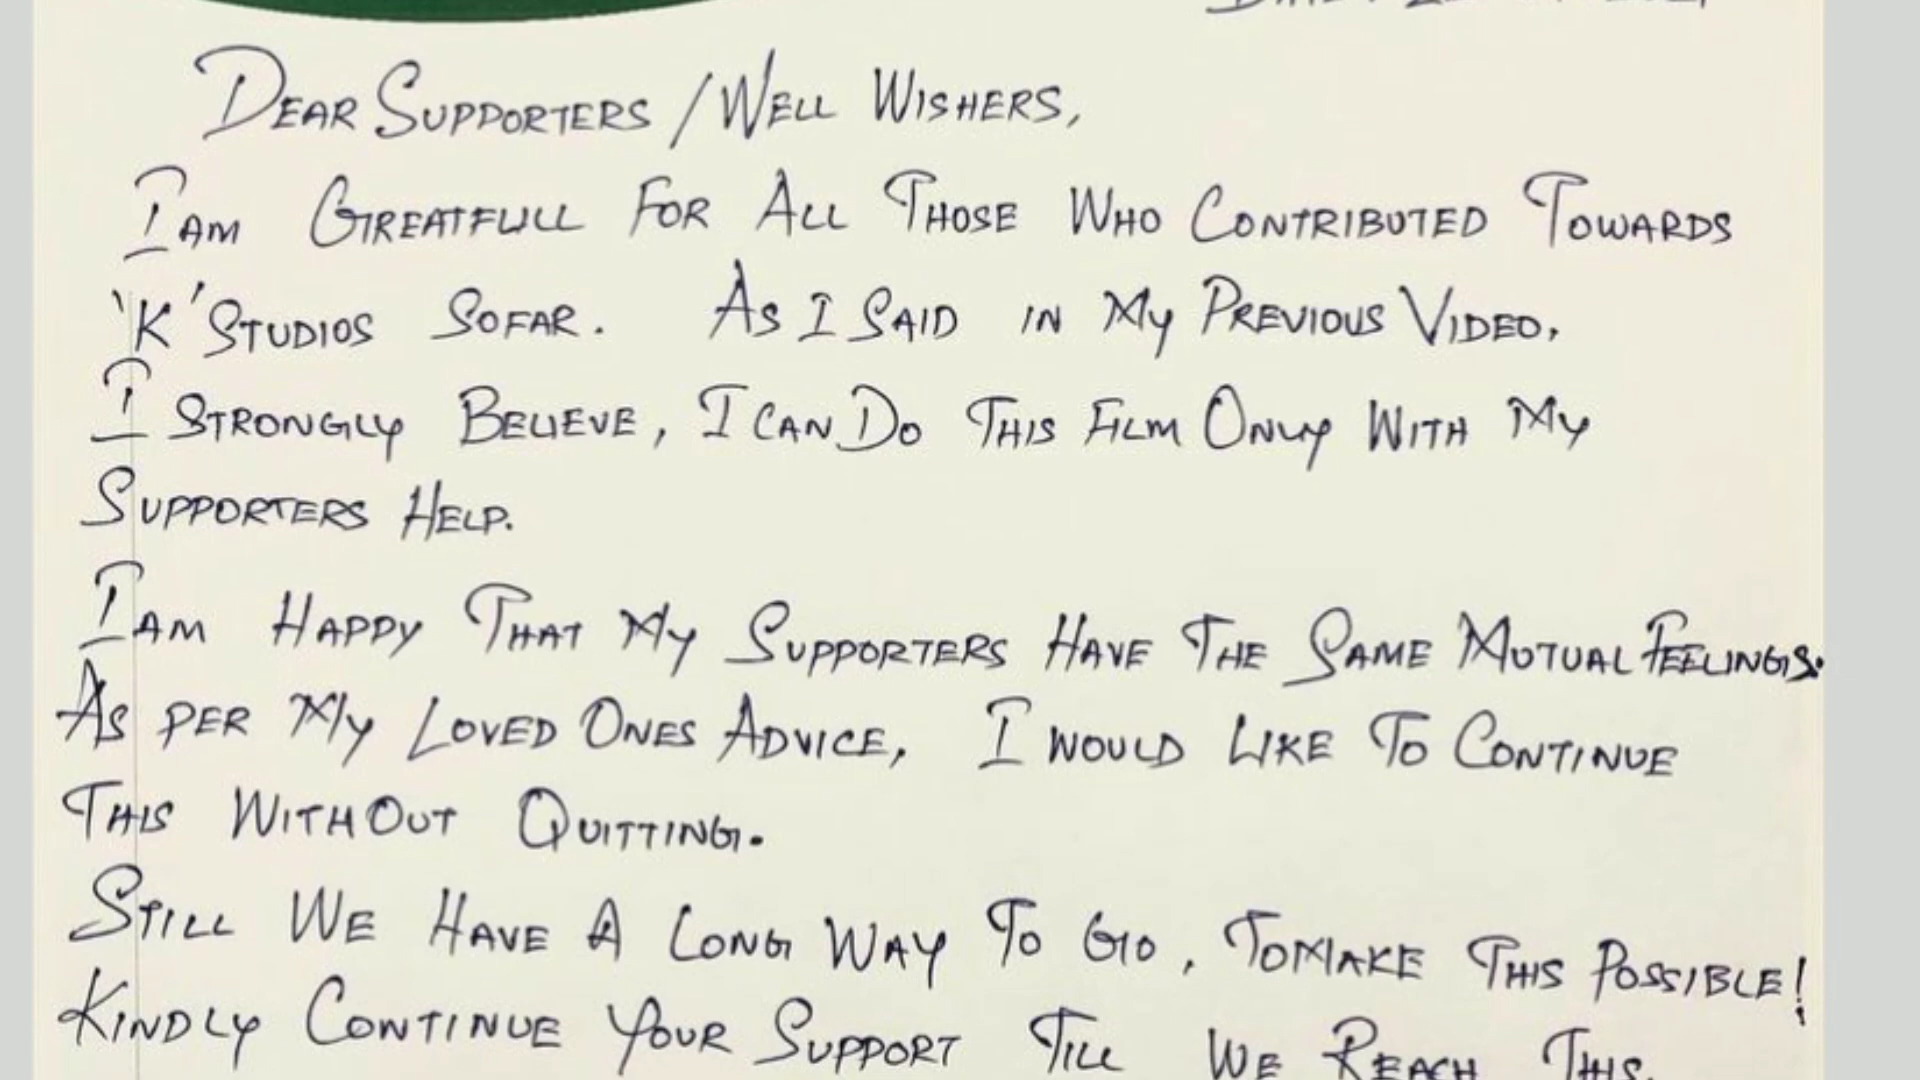 DEAR SUPPORTERS / WELL WISHERS,
I AM GREATFULL FOR ALL THOSE WHO CONTRIBUTED TOWARDS
'K' STUDIOS SOFAR. AS I SAID IN MY PREVIOUS VIDEO,
I STRONGLY BELIEVE, I CAN DO THIS FILM ONLY WITH MY
SUPPORTERS HELP.
I AM HAPPY THAT MY SUPPORTERS HAVE THE SAME MUTUAL FEELINGS.
AS PER MY LOVED ONES ADVICE, I WOULD LIKE TO CONTINUE
THIS WITHOUT QUITTING.
STILL WE HAVE A LONG WAY TO GO, TO MAKE THIS POSSIBLE!
KINDLY CONTINUE YOUR SUPPORT TILL WE REACH THIS.